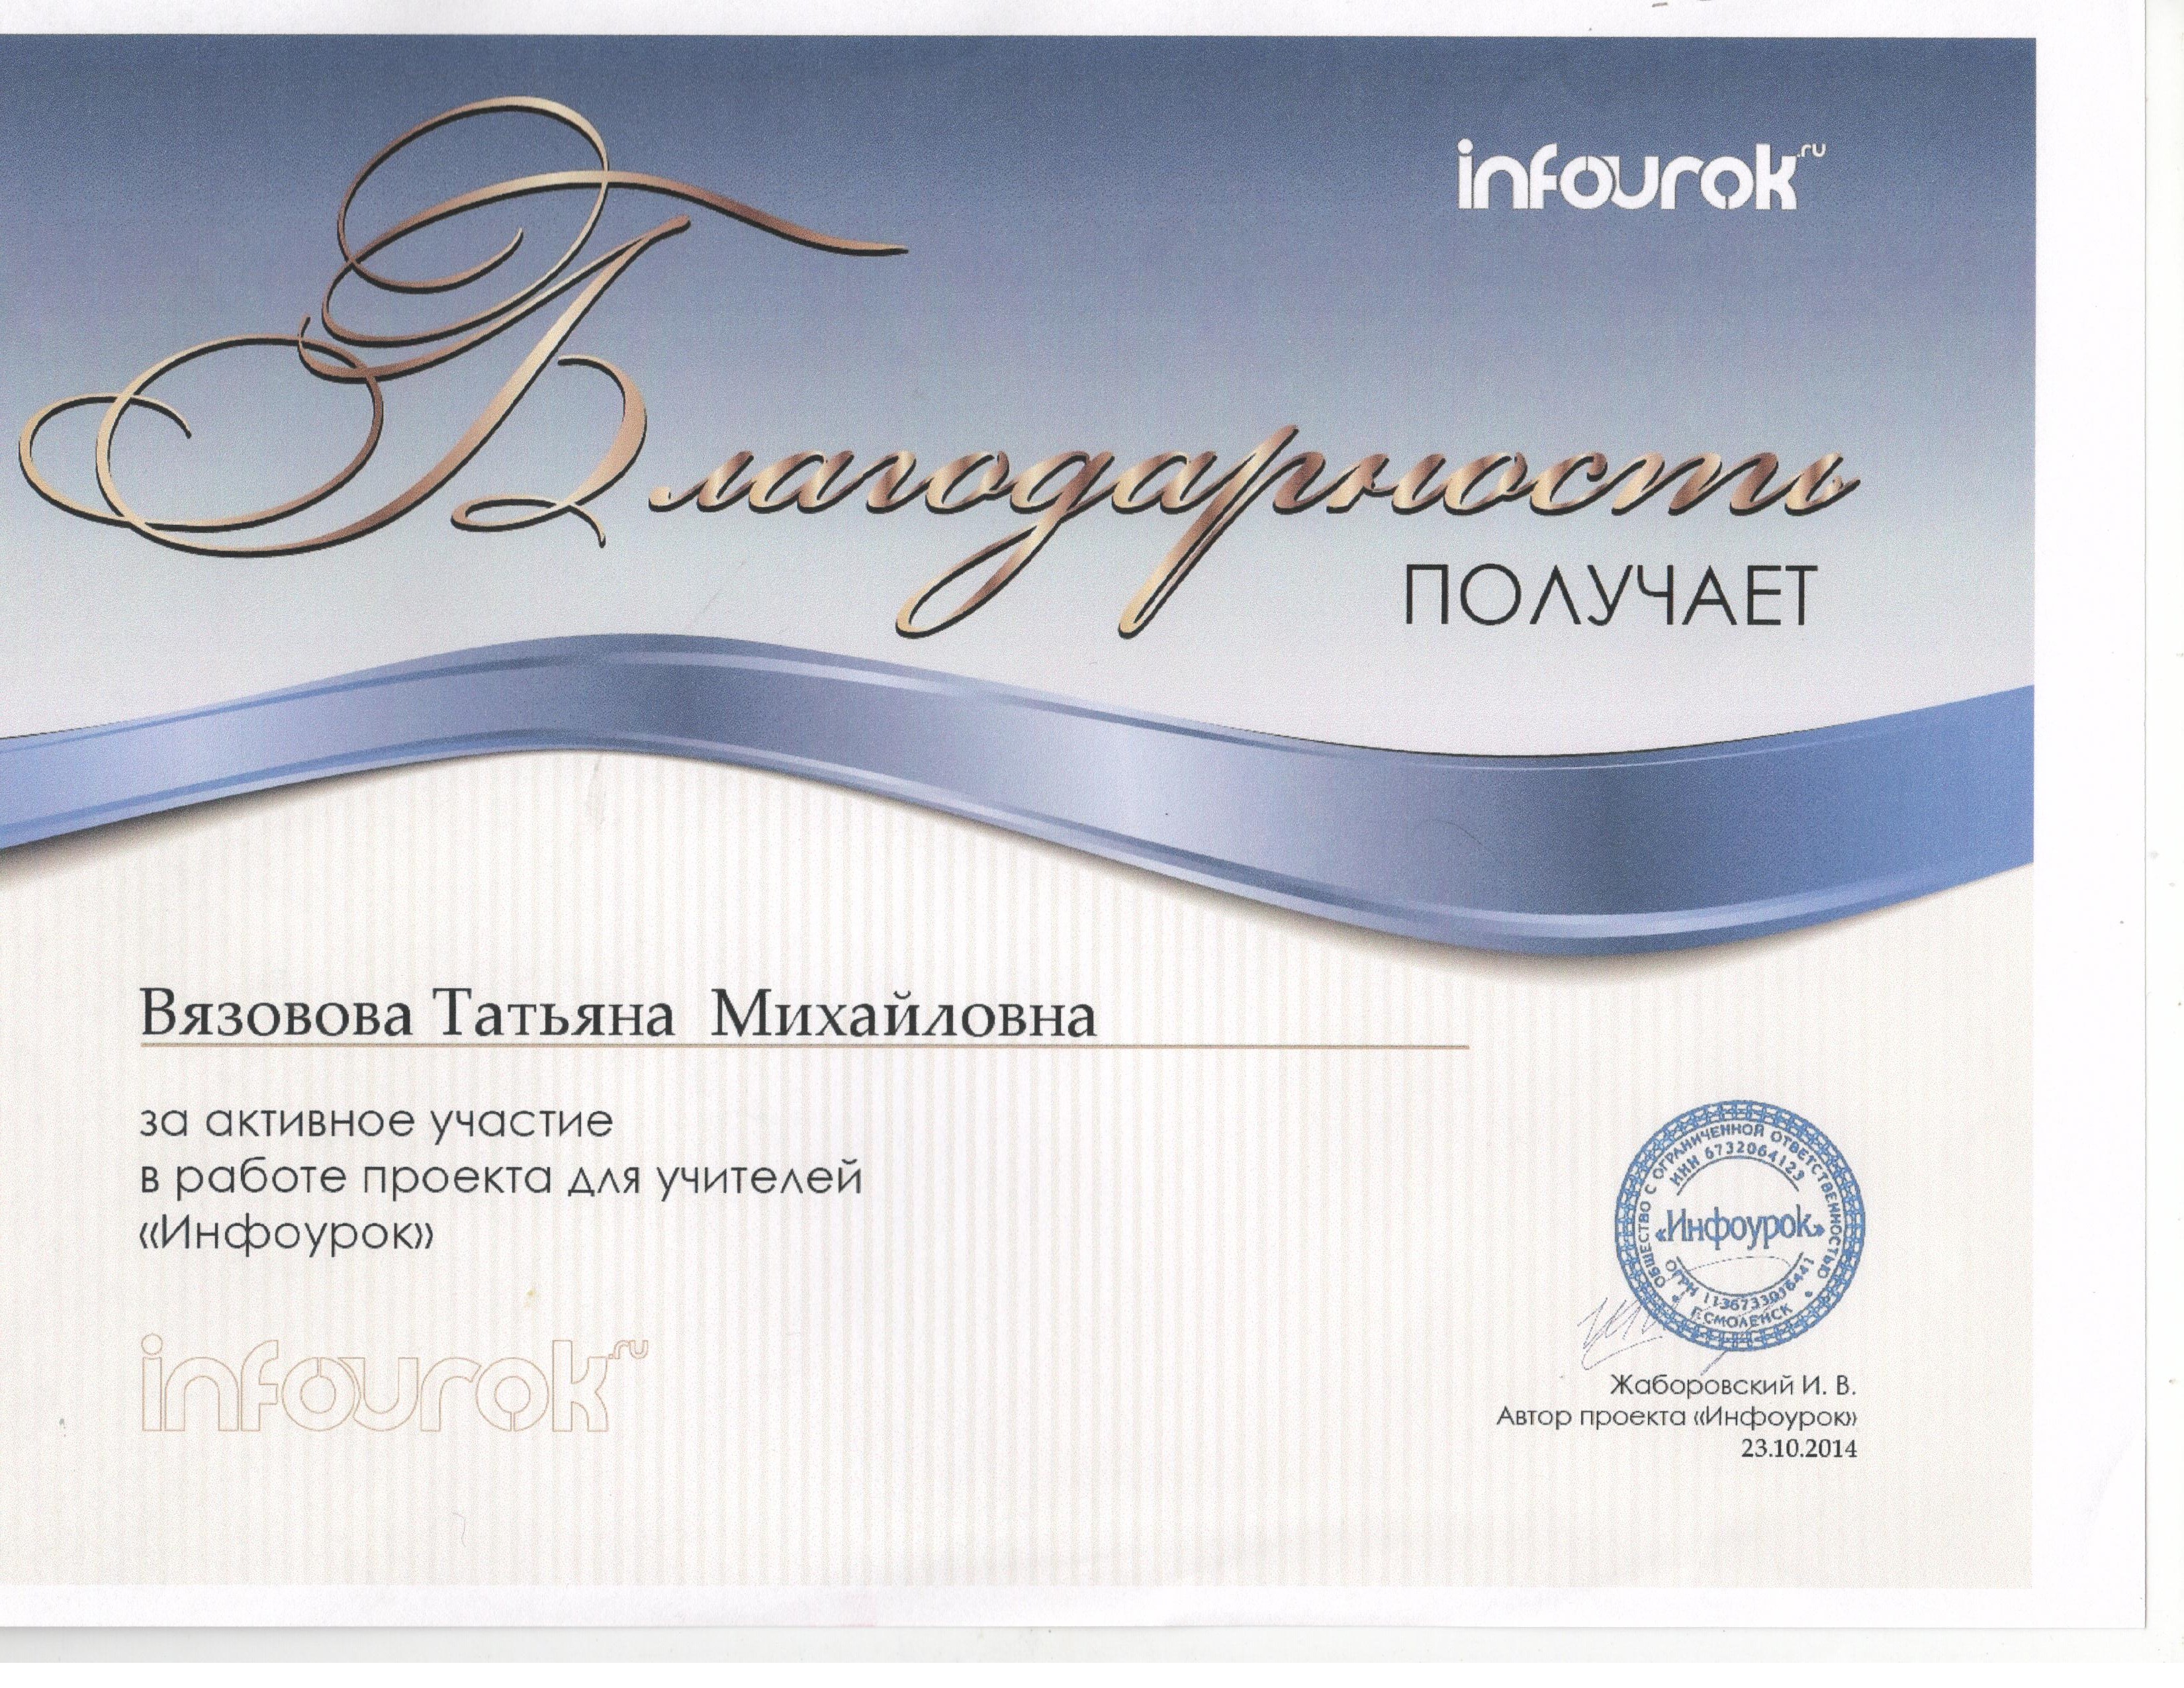 infourok.ru
Благодарность
ПОЛУЧАЕТ
Вязовова Татьяна Михайловна
за активное участие
в работе проекта для учителей
«Инфоурок»
ОБЩЕСТВО С ОГРАНИЧЕННОЙ ОТВЕТСТВЕННОСТЬЮ
ИНН 6732064123
«Инфоурок»
ОГРН 1136733016441
Г.СМОЛЕНСК
infourok.ru
Жаборовский И. В.
Автор проекта «Инфоурок»
23.10.2014